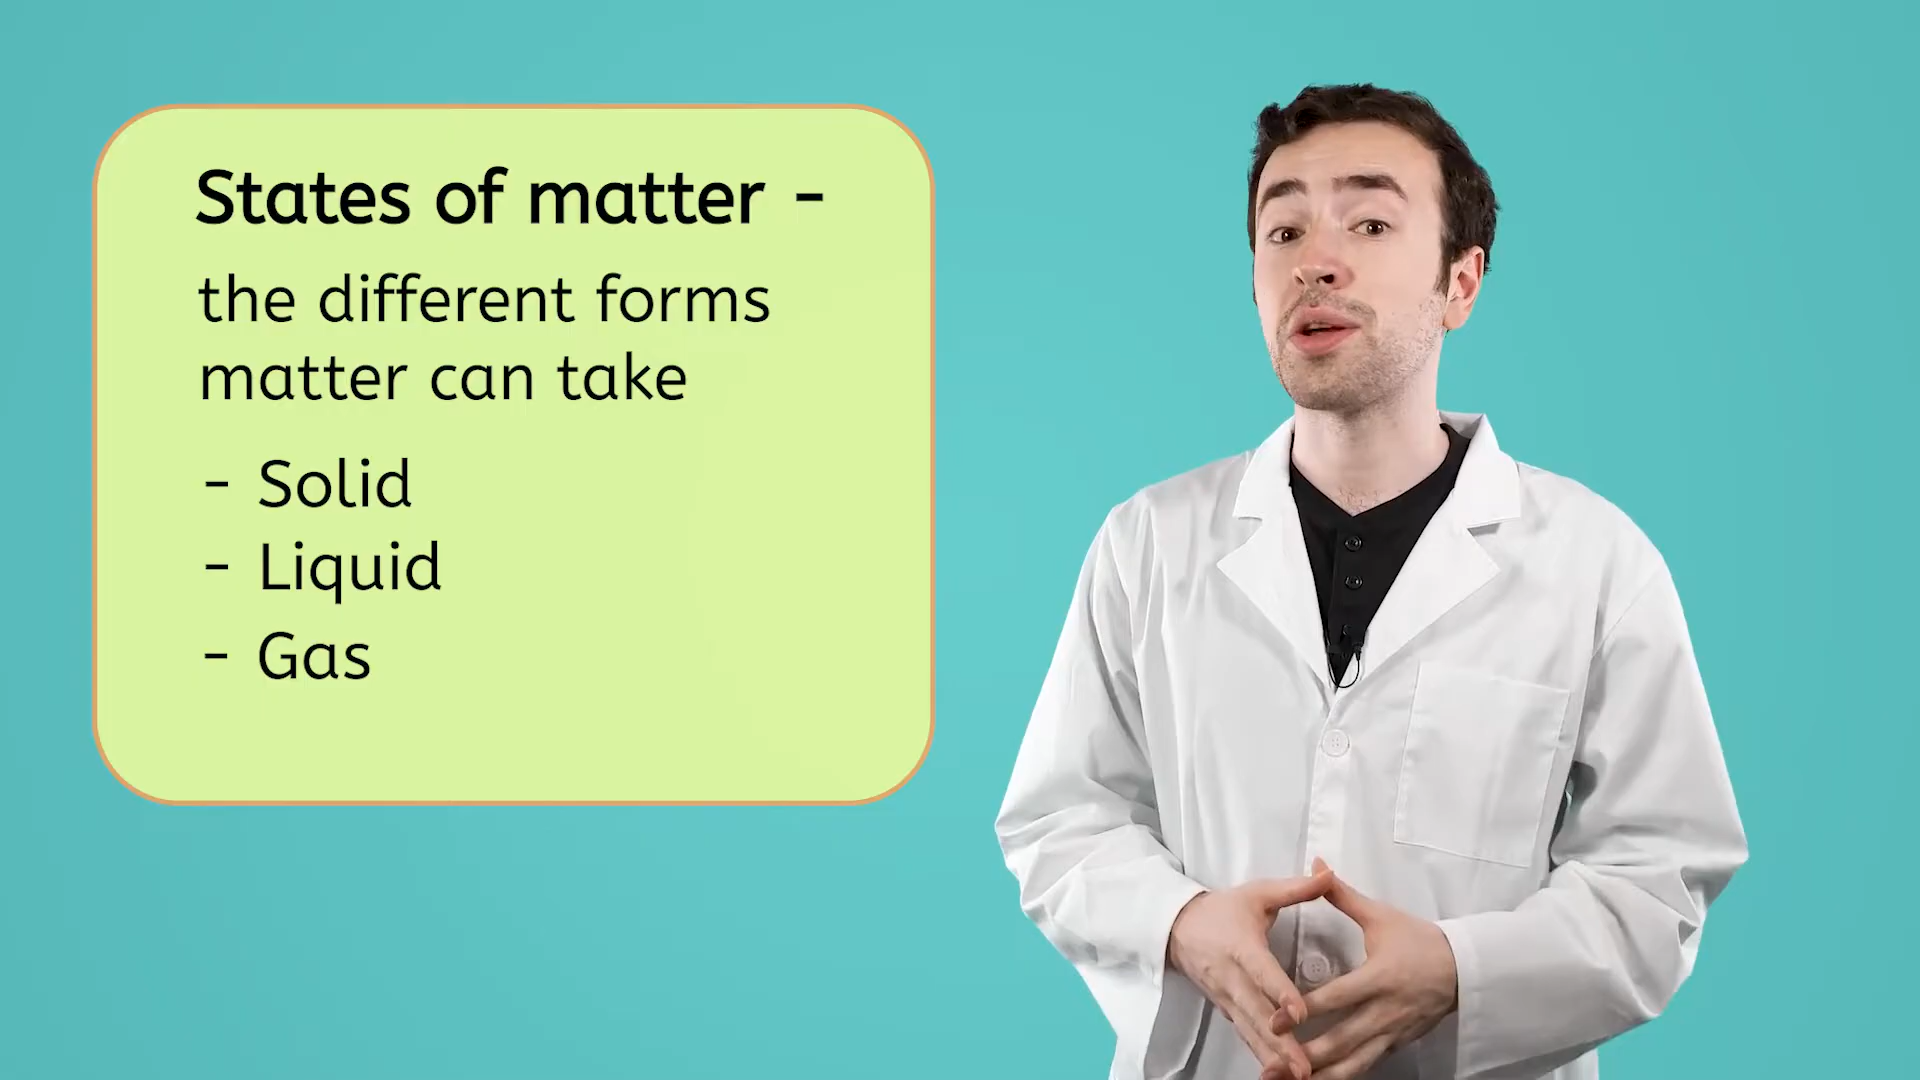 States of matter -
the different forms
matter can take
- Solid
- Liquid
- Gas